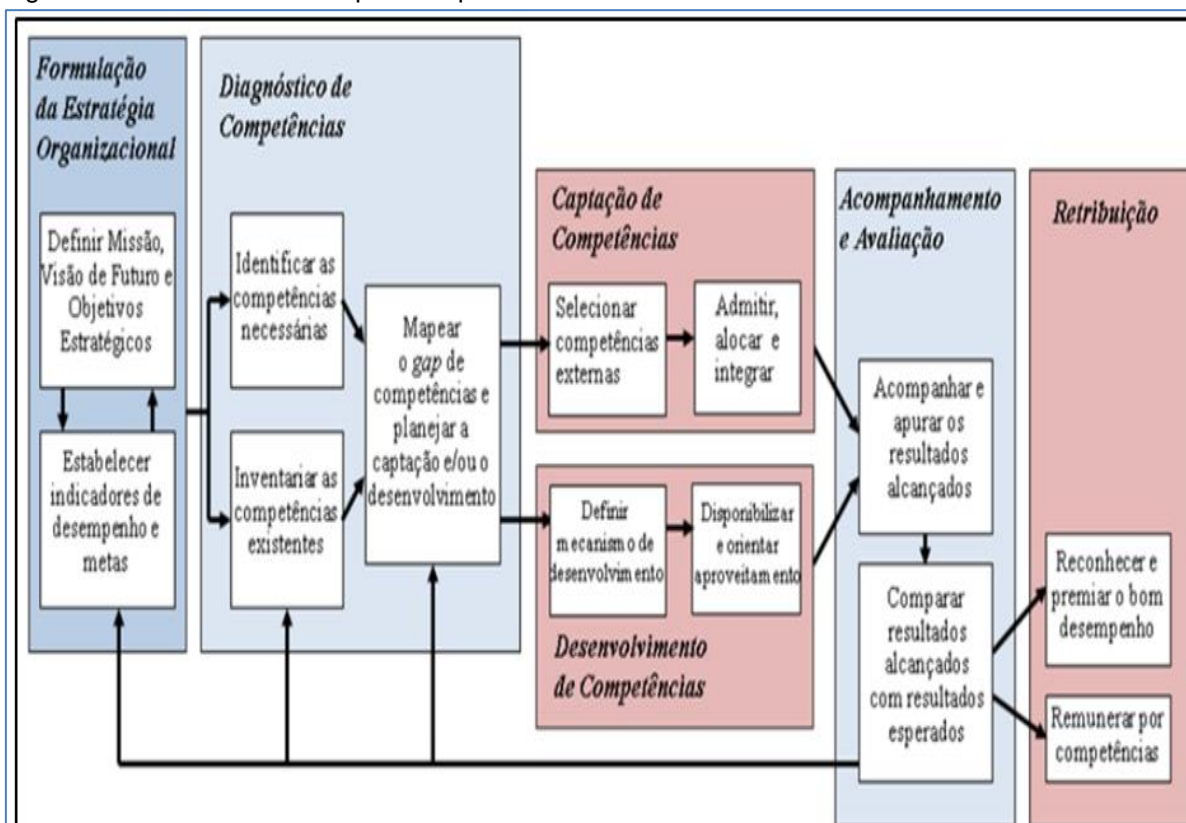 Formulação
da Estratégia
Organizacional
Definir Missão,
Visão de Futuro e
Objetivos
Estratégicos
Estabelecer
indicadores de
desempenho e
metas
Diagnóstico de
Competências
Identificar as
competências
necessárias
Inventariar as
competências
existentes
Mapear
o gap de
competências e
planejar a
captação e/ou o
desenvolvimento
Captação de
Competências
Selecionar
competências
externas
Admitir,
alocar e
integrar
Definir
mecanismo de
desenvolvimento
Disponibilizar
e orientar
aproveitamento
Desenvolvimento
de Competências
Acompanhamento
e Avaliação
Acompanhar e
apurar os
resultados
alcançados
Comparar
resultados
alcançados
com resultados
esperados
Retribuição
Reconhecer e
premiar o bom
desempenho
Remunerar por
competências